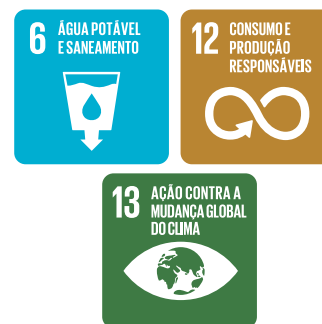 6 ÁGUA POTÁVEL
E SANEAMENTO
12 CONSUMO E
PRODUÇÃO
RESPONSÁVEIS
13 AÇÃO CONTRA A
MUDANÇA GLOBAL
DO CLIMA